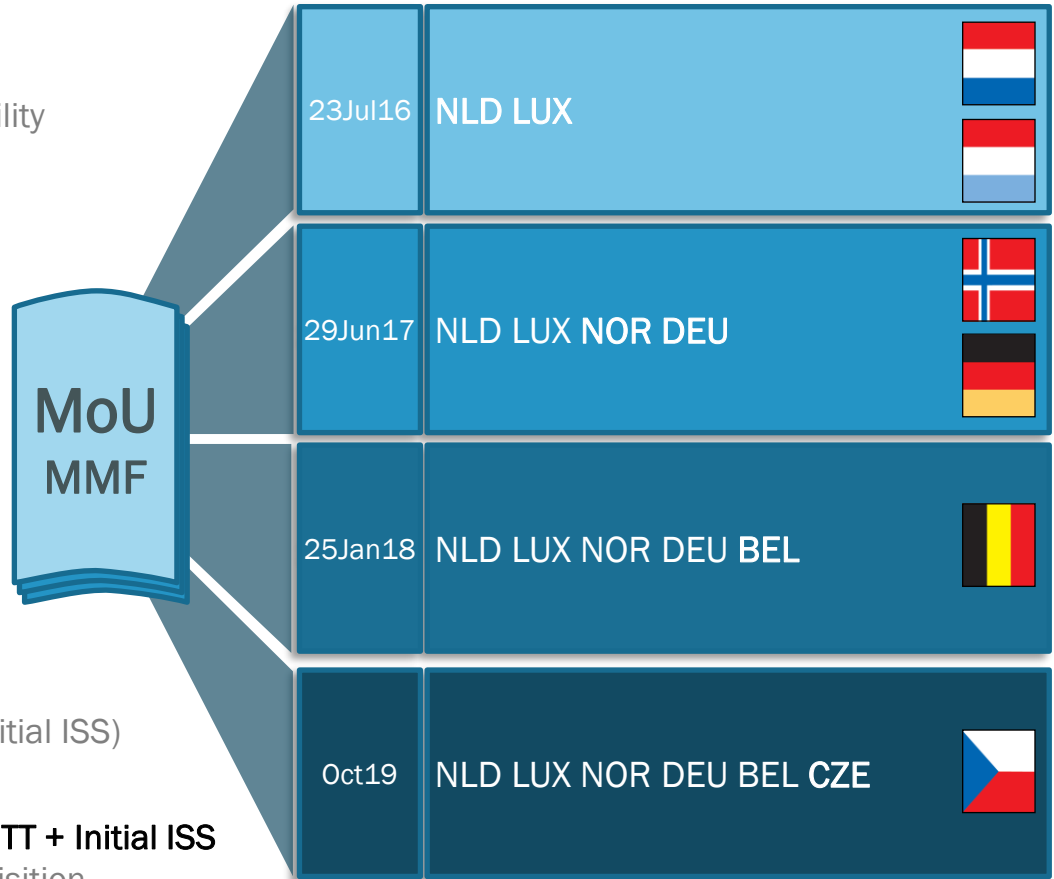 23Jul16 NLD LUX
29Jun17 NLD LUX NOR DEU
MoU
MMF
25Jan18 NLD LUX NOR DEU BEL
itial ISS)
Oct19 NLD LUX NOR DEU BEL CZE
TT + Initial ISS